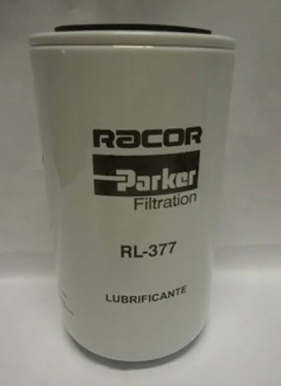 RACOR
Parker
Filtration
RL-377
LUBRIFICANTE